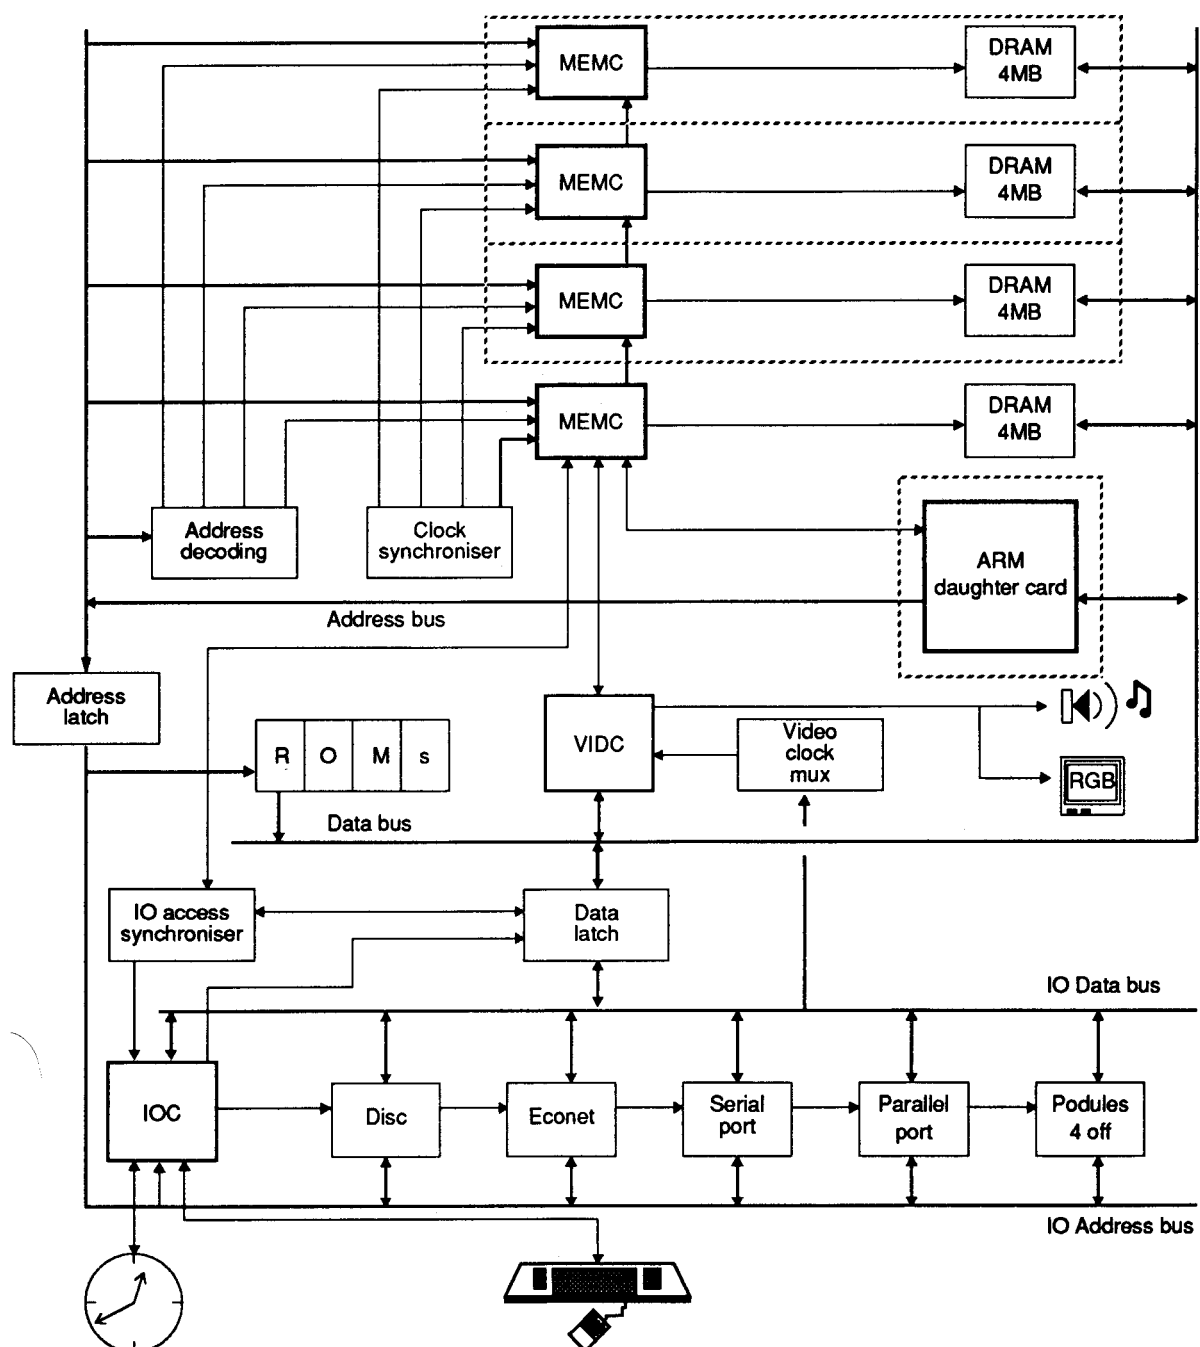 MEMC
DRAM
4MB
MEMC
DRAM
4MB
MEMC
DRAM
4MB
MEMC
DRAM
4MB
Address
decoding
Clock
synchroniser
ARM
daughter card
Address bus
Address
latch
R O M s
VIDC
Video
clock
mux
RGB
Data bus
IO access
synchroniser
Data
latch
IO Data bus
IOC
Disc
Econet
Serial
port
Parallel
port
Podules
4 off
IO Address bus